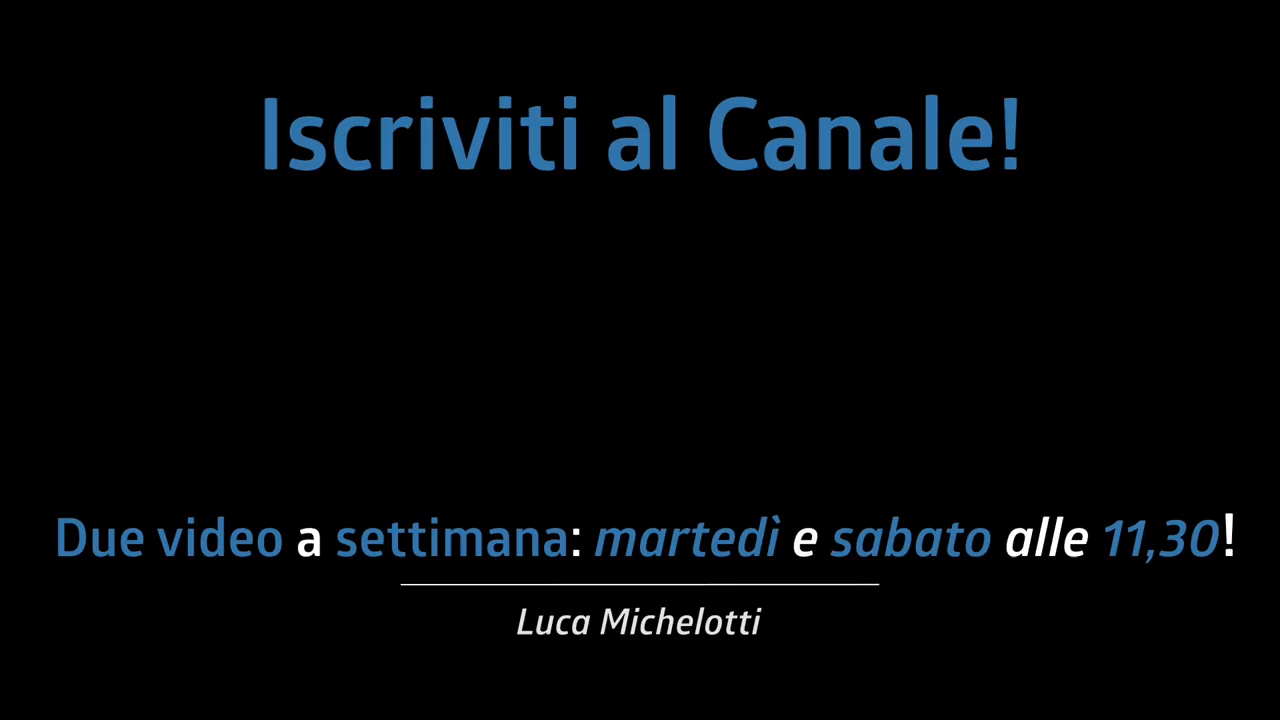 Iscriviti al Canale!
Due video a settimana: martedì e sabato alle 11,30!
Luca Michelotti